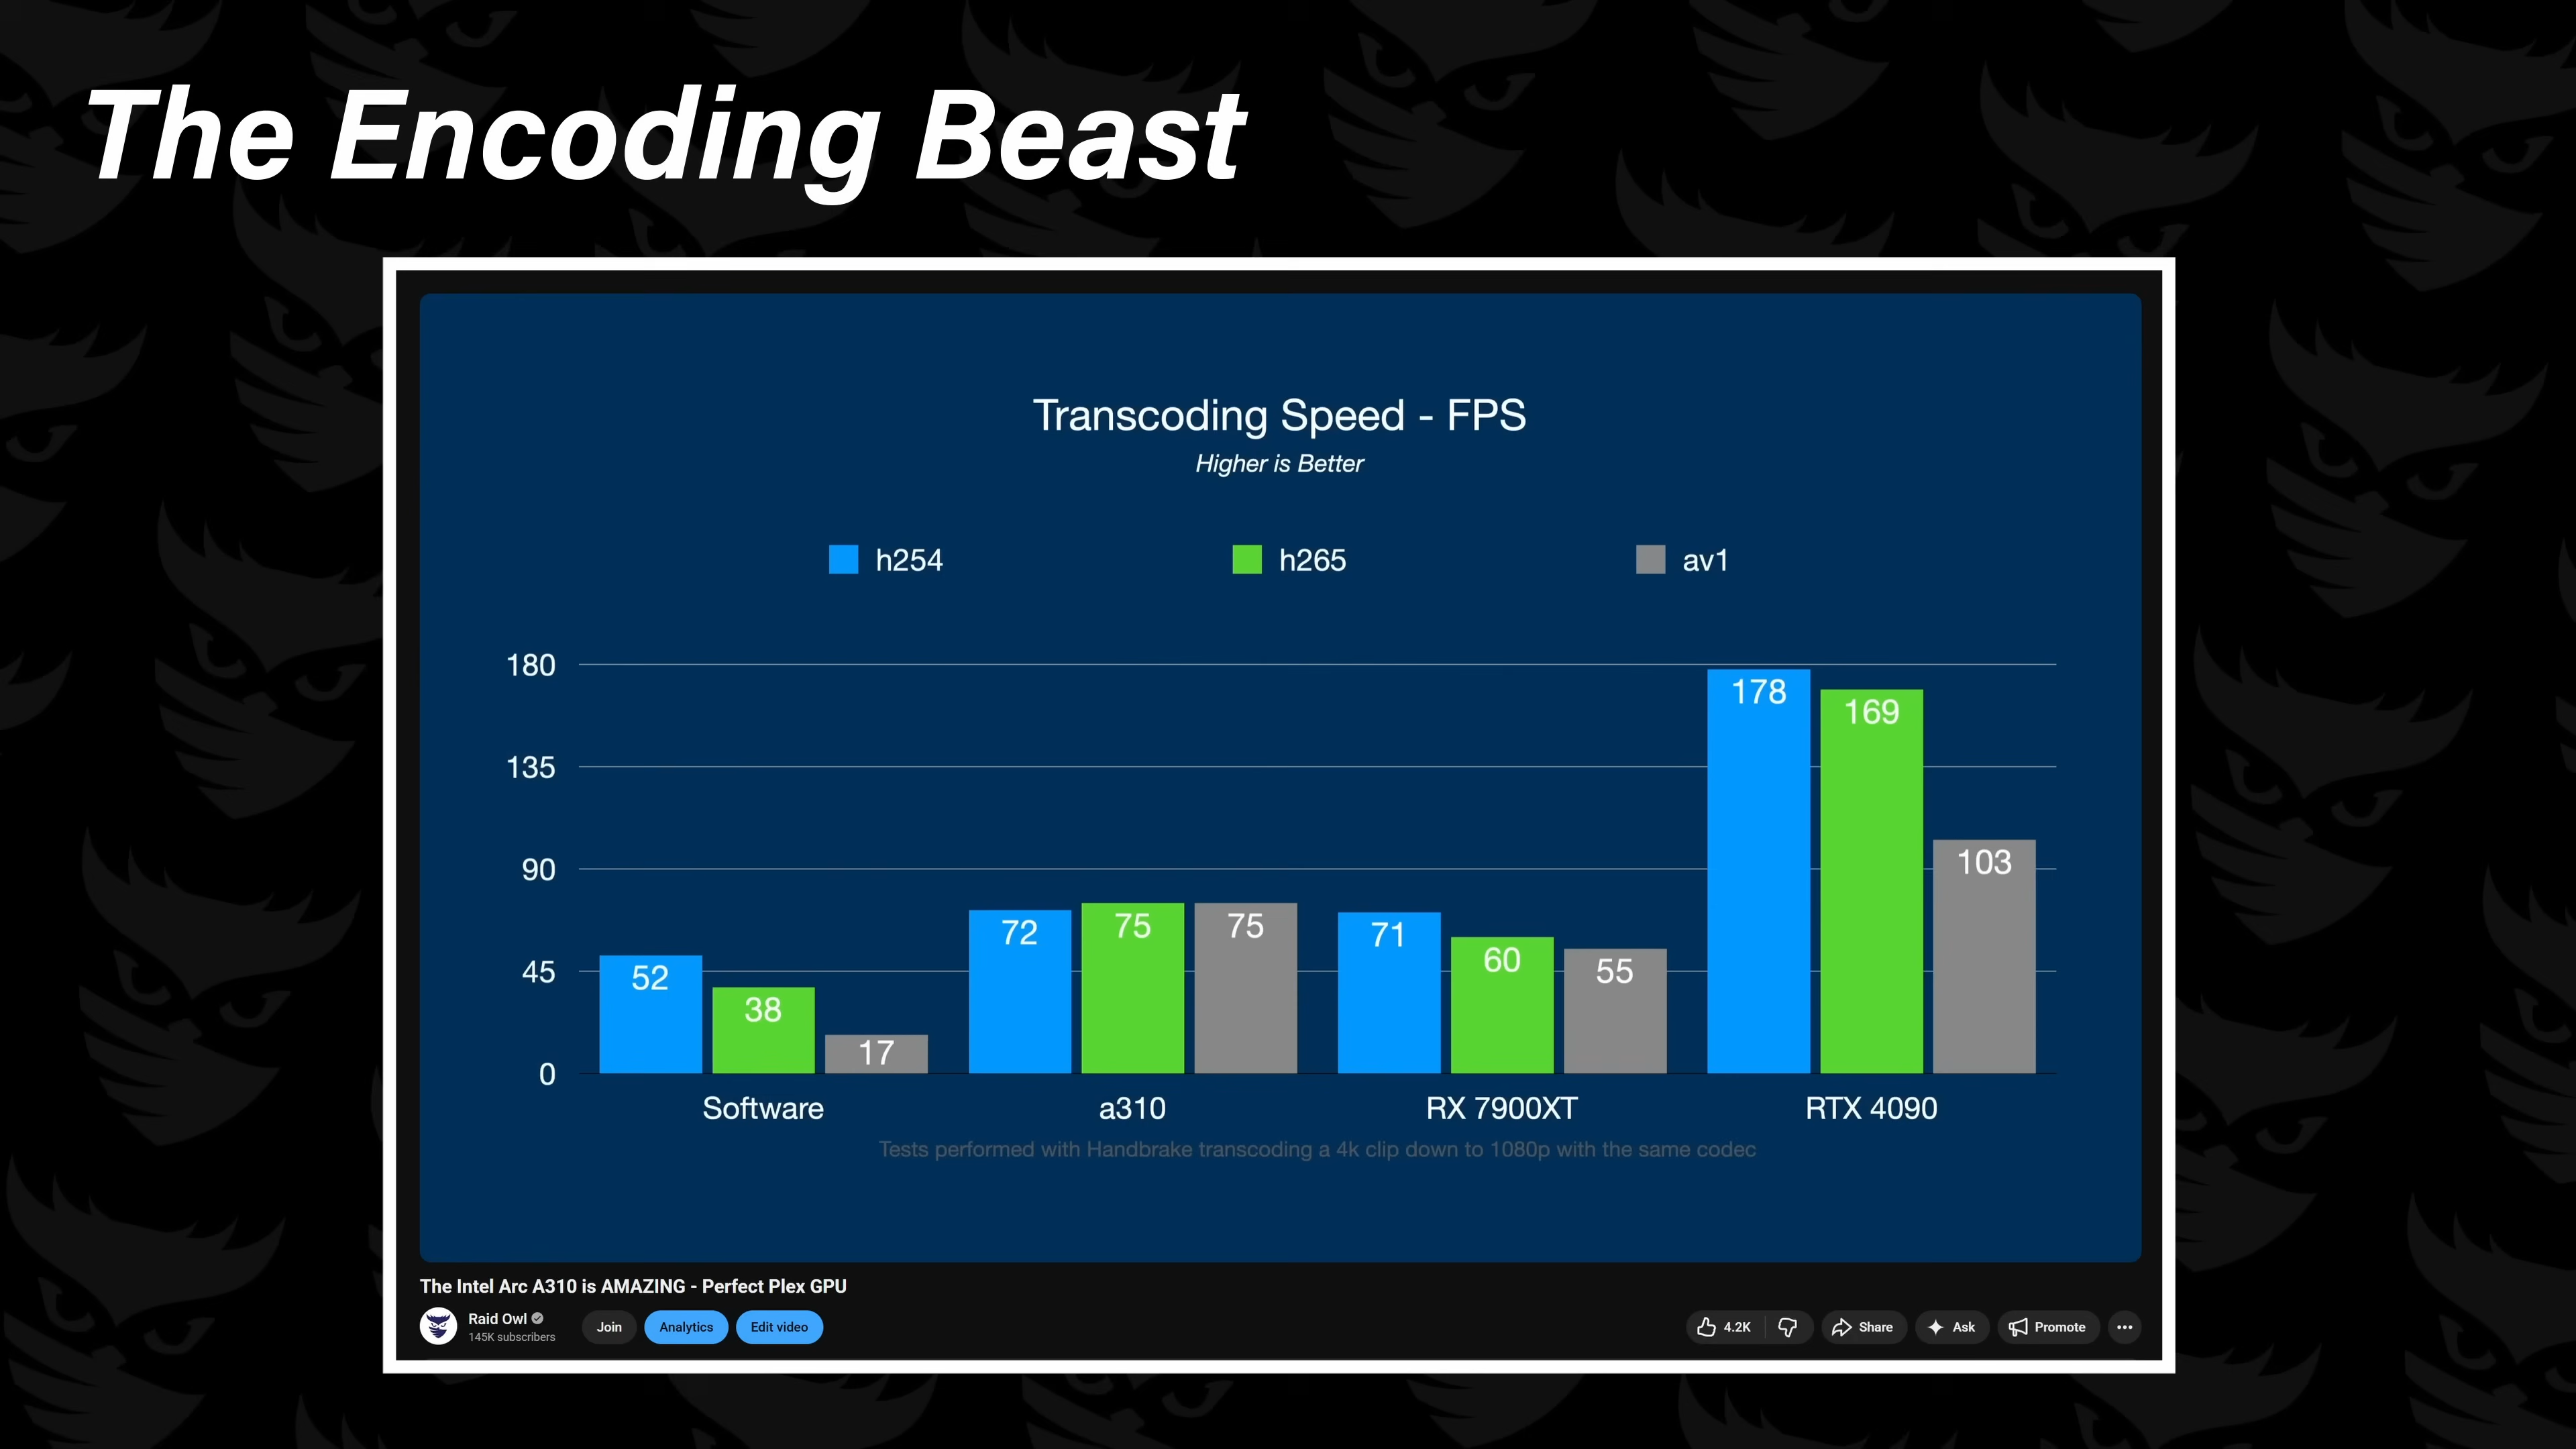 The Encoding Beast
Transcoding Speed - FPS
Higher is Better
h254 h265 av1
180
135
90
45
0
52 38 17
72 75 75
71 60 55
178 169 103
Software a310 RX 7900XT RTX 4090
Tests performed with Handbrake transcoding a 4k clip down to 1080p with the same codec
The Intel Arc A310 is AMAZING - Perfect Plex GPU
Raid Owl
145K subscribers
Join Analytics Edit video
4.2K Share Ask Promote